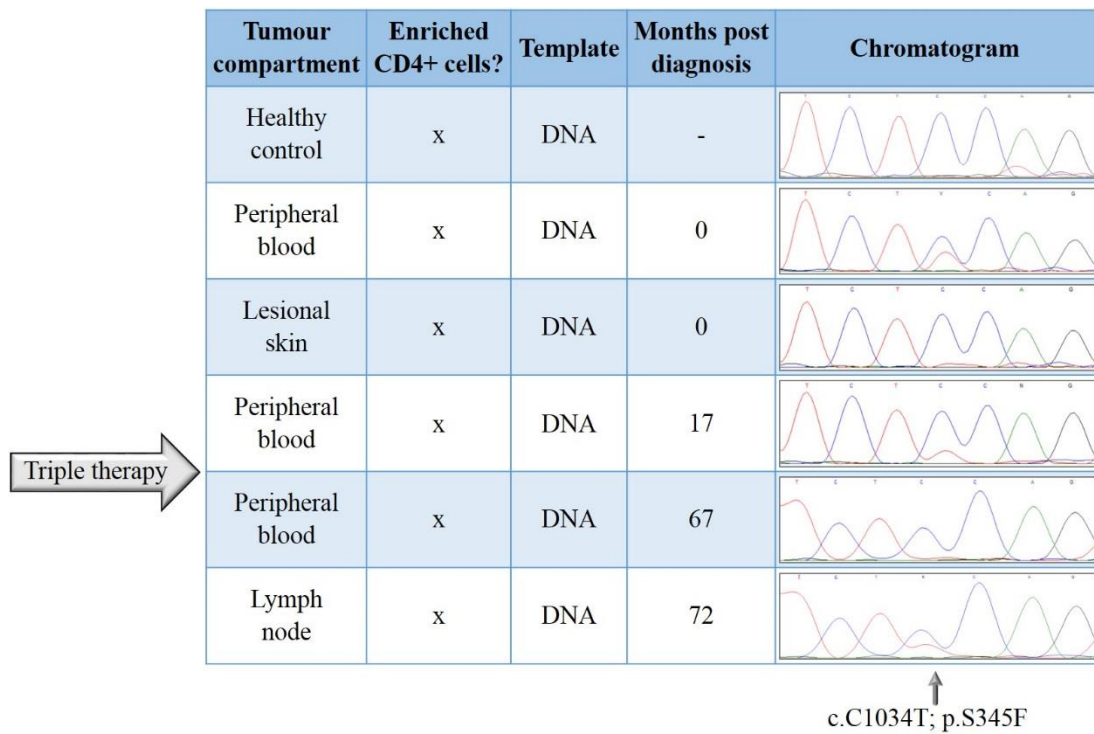 Tumour compartment
Enriched CD4+ cells?
Template
Months post diagnosis
Chromatogram
Healthy control
x
DNA
-
T C T C C A G
Peripheral blood
x
DNA
0
T C T Y C A G
Lesional skin
x
DNA
0
T C T C C A G
Peripheral blood
x
DNA
17
T C T C C N G
Triple therapy
Peripheral blood
x
DNA
67
T C T C C A G
Lymph node
x
DNA
72
c.C1034T; p.S345F